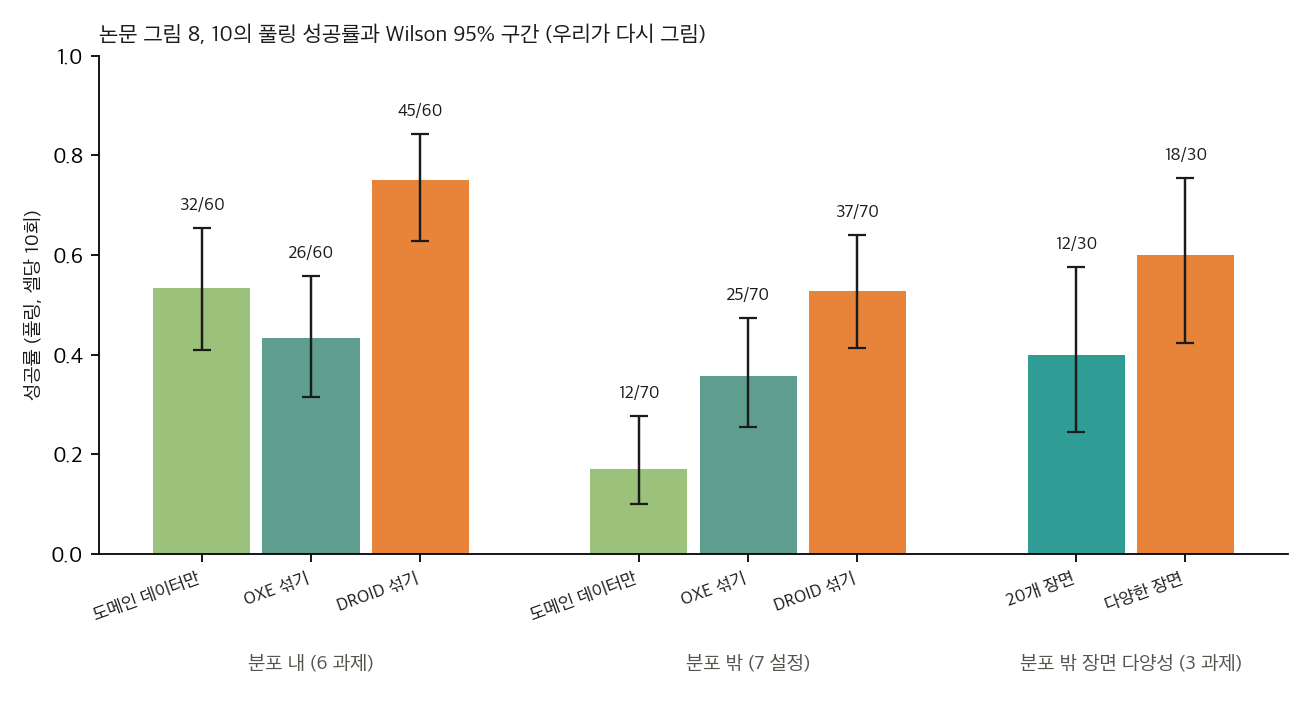 논문 그림 8, 10의 풀링 성공률과 Wilson 95% 구간 (우리가 다시 그림)
성공률 (풀링, 셀당 10회)
1.0
0.8
0.6
0.4
0.2
0.0
32/60
26/60
45/60
12/70
25/70
37/70
12/30
18/30
도메인 데이터만
OXE 섞기
DROID 섞기
도메인 데이터만
OXE 섞기
DROID 섞기
20개 장면
다양한 장면
분포 내 (6 과제)
분포 밖 (7 설정)
분포 밖 장면 다양성 (3 과제)